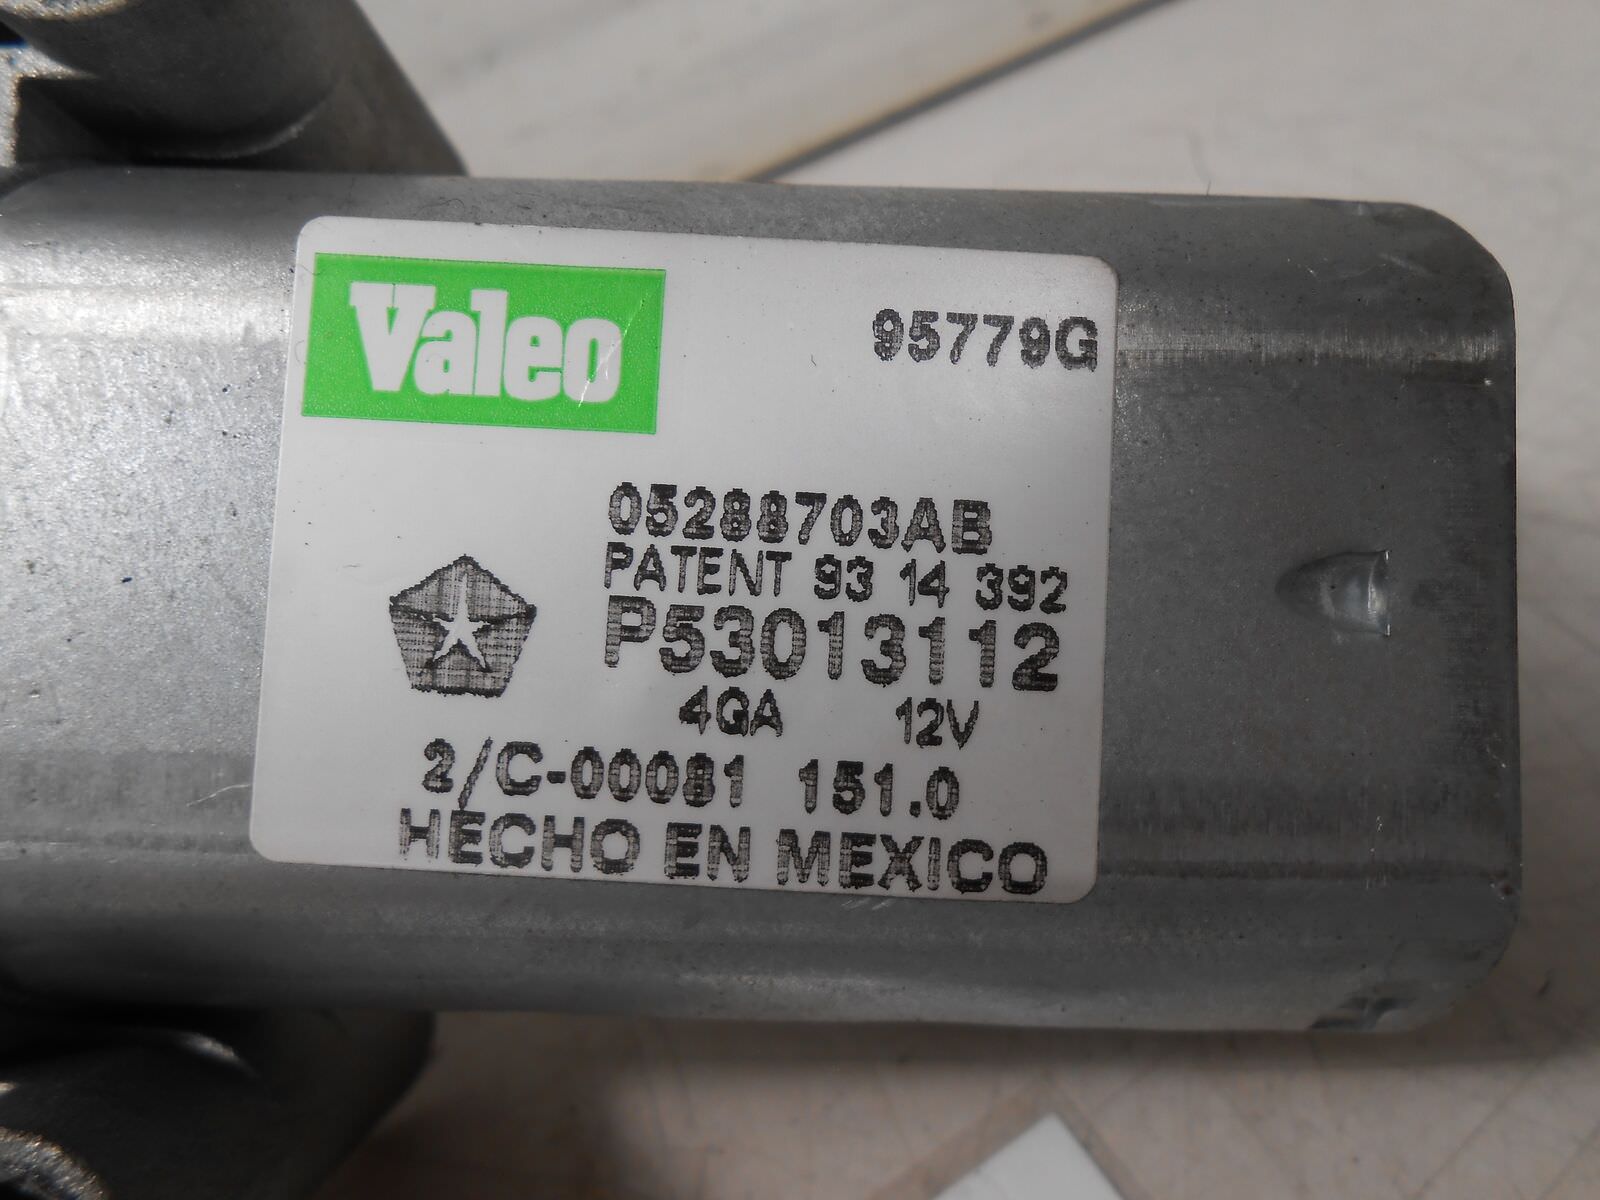 Valeo
95779G
05288703AB
PATENT 93 14 392
P53013112
4GA 12V
2/C-00081 151.0
HECHO EN MEXICO